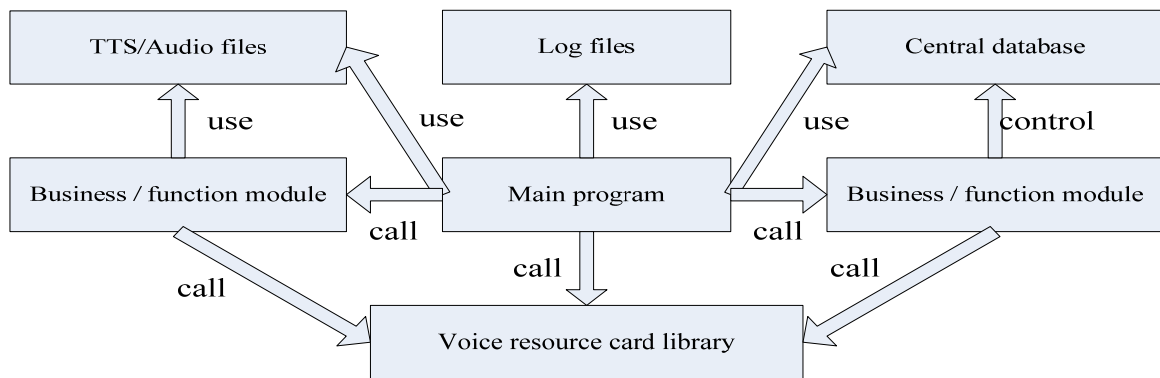 TTS/Audio files
Log files
Central database
use
use
use
use
control
Business / function module
Main program
Business / function module
call
call
call
call
call
Voice resource card library